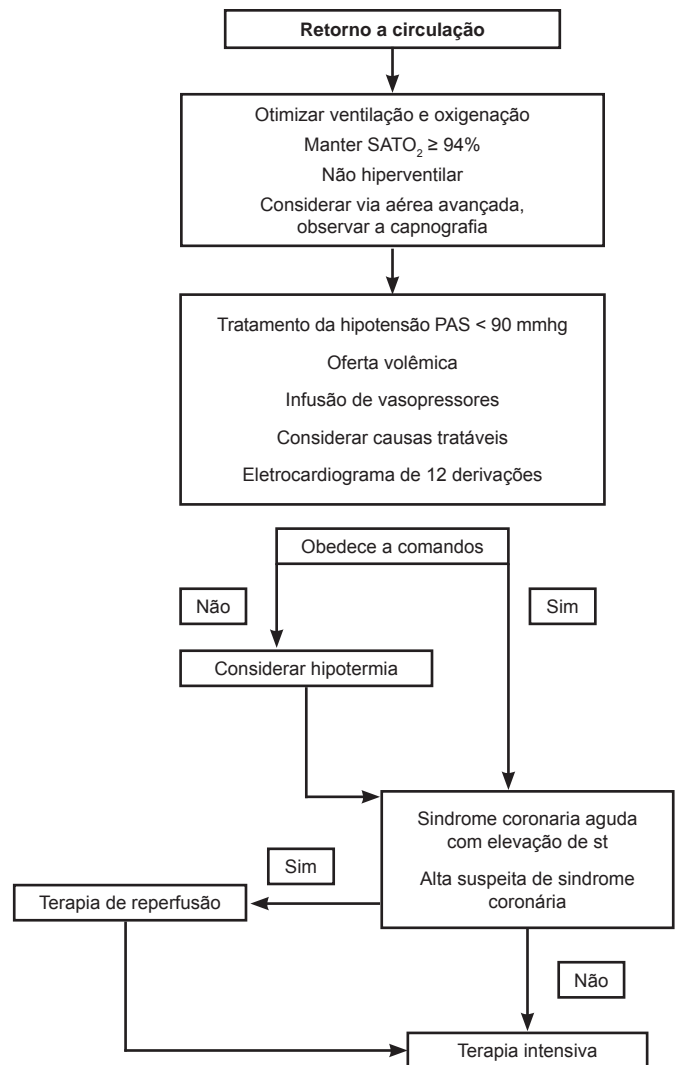 Retorno a circulação
Otimizar ventilação e oxigenação
Manter SATO₂ ≥ 94%
Não hiperventilar
Considerar via aérea avançada,
observar a capnografia
Tratamento da hipotensão PAS < 90 mmhg
Oferta volêmica
Infusão de vasopressores
Considerar causas tratáveis
Eletrocardiograma de 12 derivações
Obedece a comandos
Não
Sim
Considerar hipotermia
Sindrome coronaria aguda
com elevação de st
Alta suspeita de sindrome
coronária
Sim
Terapia de reperfusão
Não
Terapia intensiva